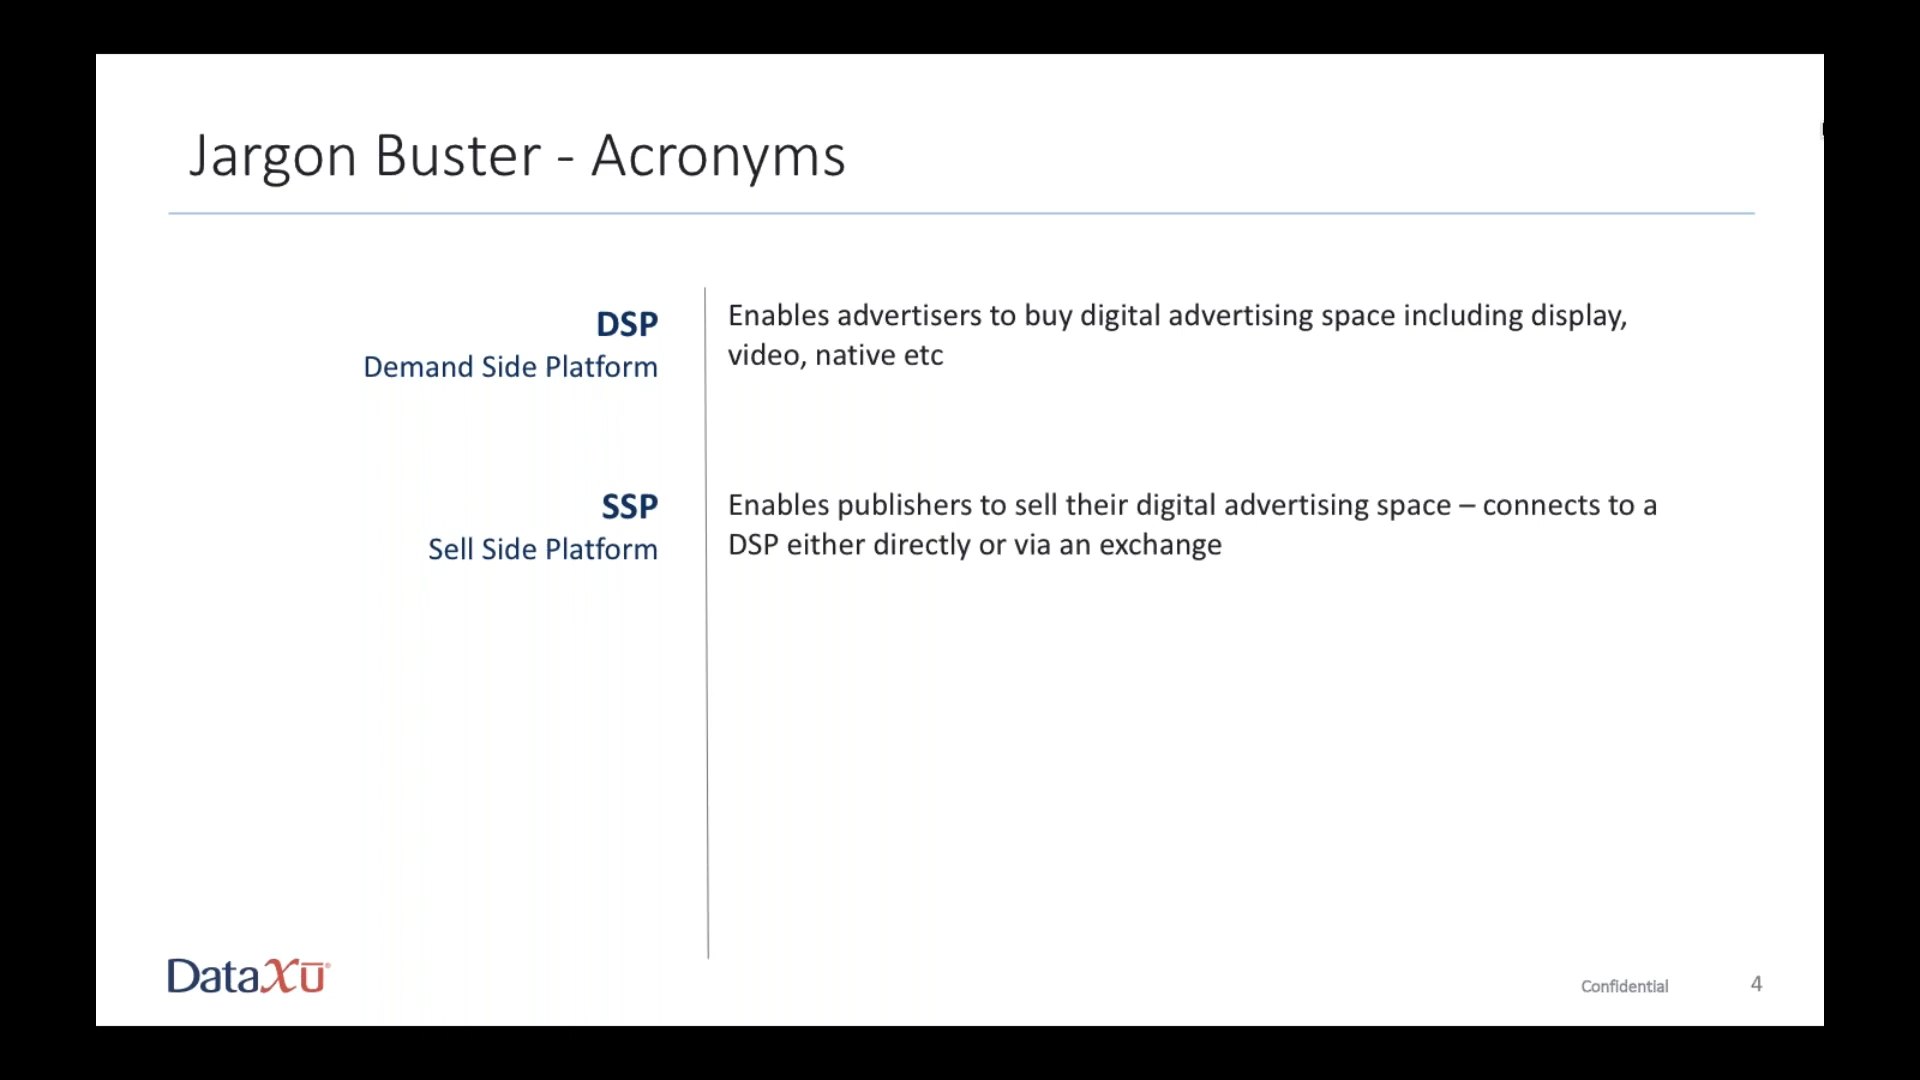 Jargon Buster - Acronyms
DSP
Demand Side Platform
Enables advertisers to buy digital advertising space including display,
video, native etc
SSP
Sell Side Platform
Enables publishers to sell their digital advertising space – connects to a
DSP either directly or via an exchange
DataXū®
Confidential
4